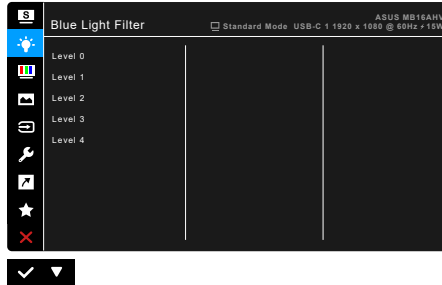 S
ASUS MB16AHV
Blue Light Filter
Standard Mode USB-C 1 1920 x 1080 @ 60Hz ⚡15W
Level 0
Level 1
Level 2
Level 3
Level 4